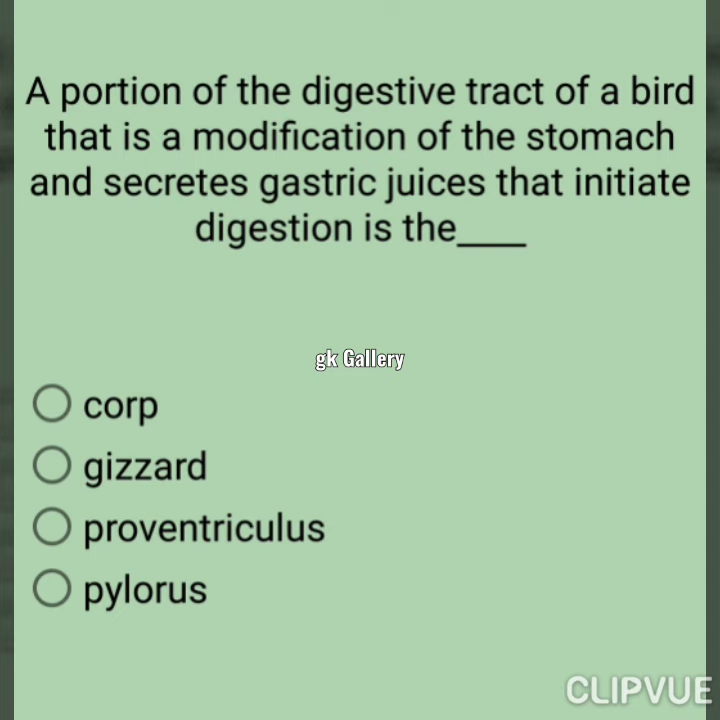 A portion of the digestive tract of a bird
that is a modification of the stomach
and secretes gastric juices that initiate
digestion is the____
gk Gallery
corp
gizzard
proventriculus
pylorus
CLIPVUE